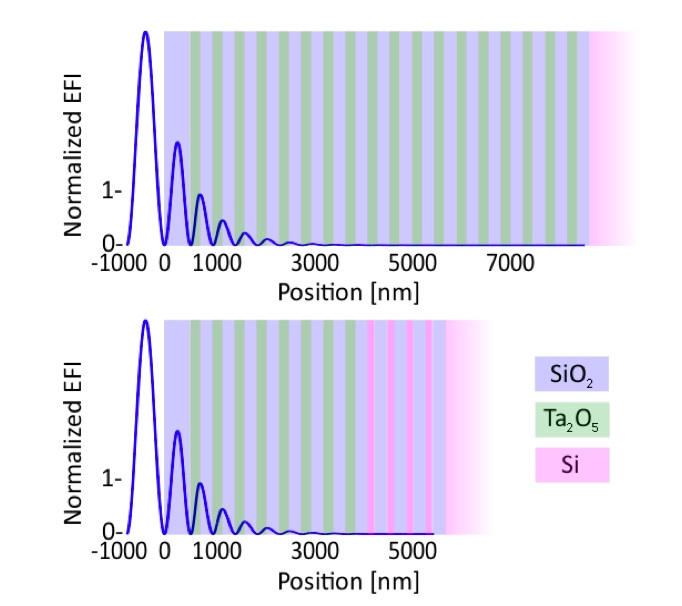 Normalized EFI
1-
0-
-1000 0 1000 3000 5000 7000
Position [nm]
Normalized EFI
1-
0-
-1000 0 1000 3000 5000
Position [nm]
SiO₂
Ta₂O₅
Si